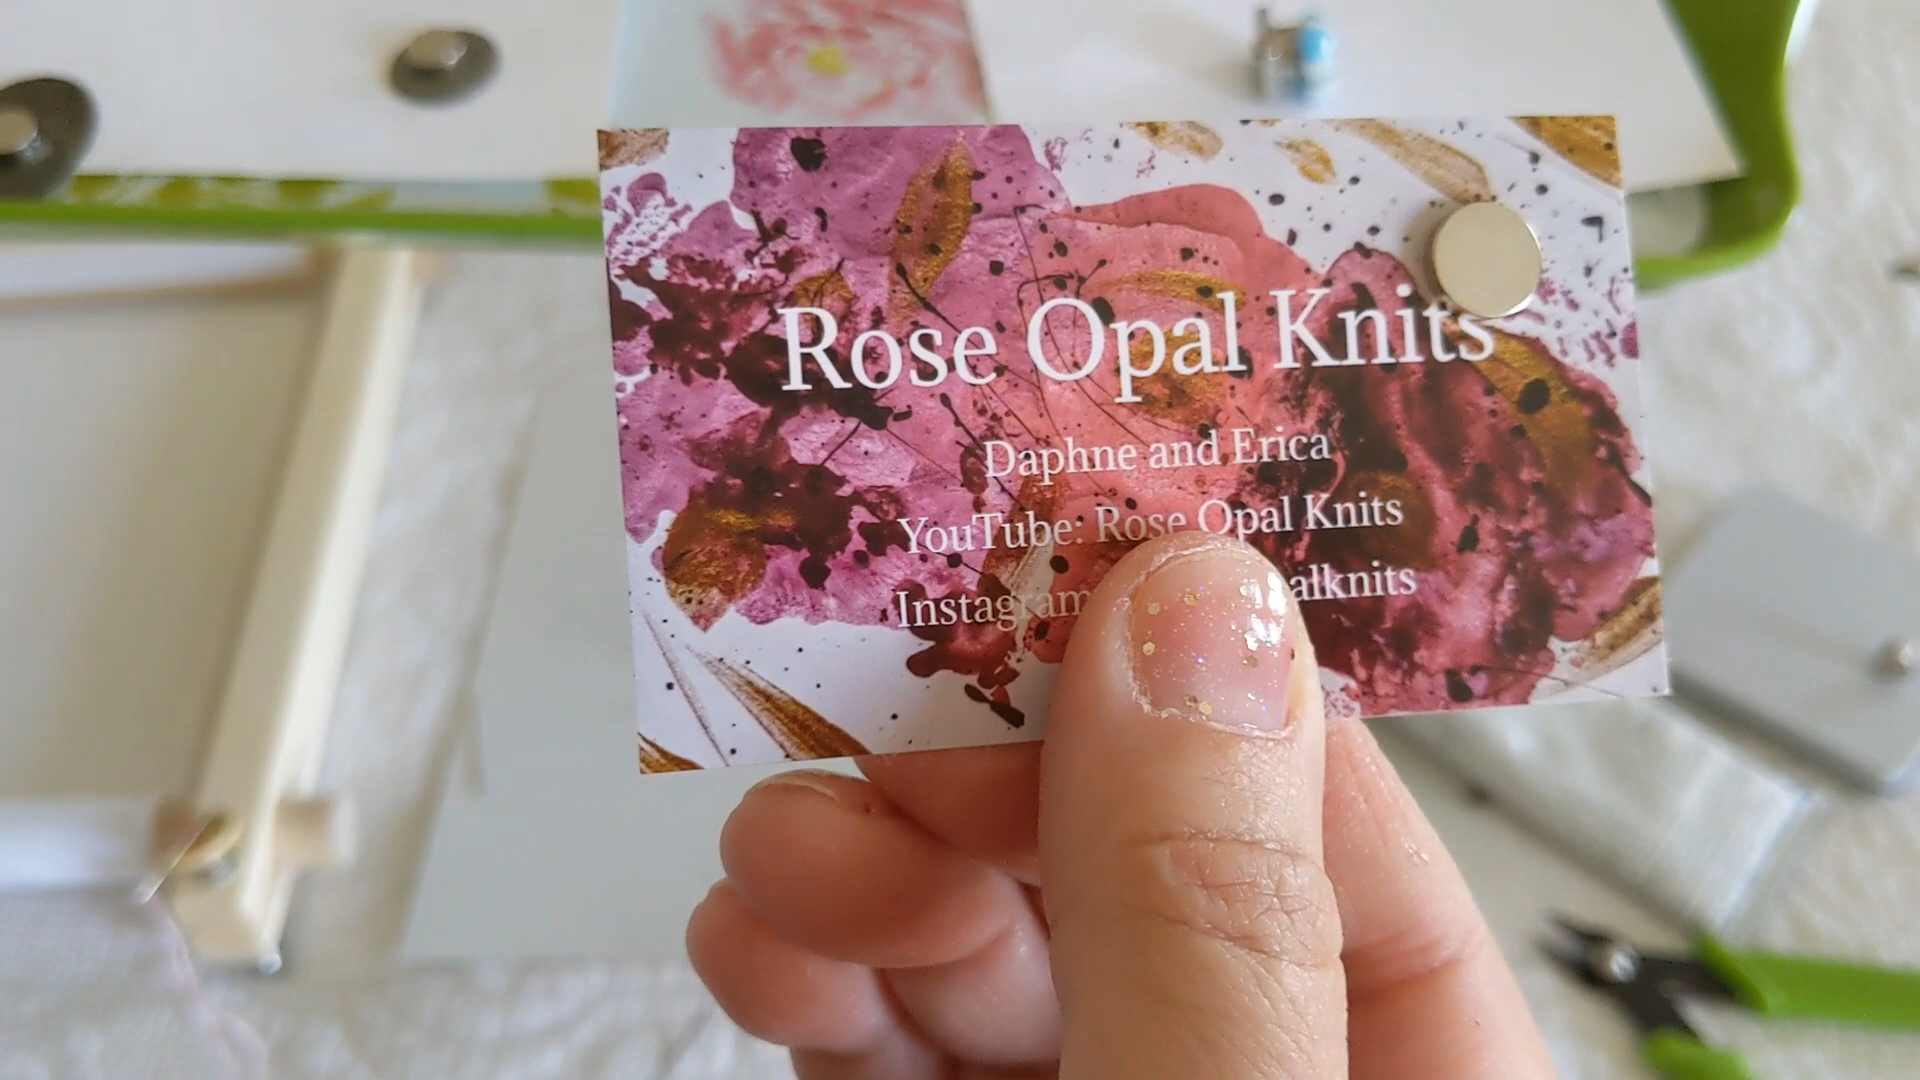 Rose Opal Knits
Daphne and Erica
YouTube: Rose Opal Knits
Instagram alknits